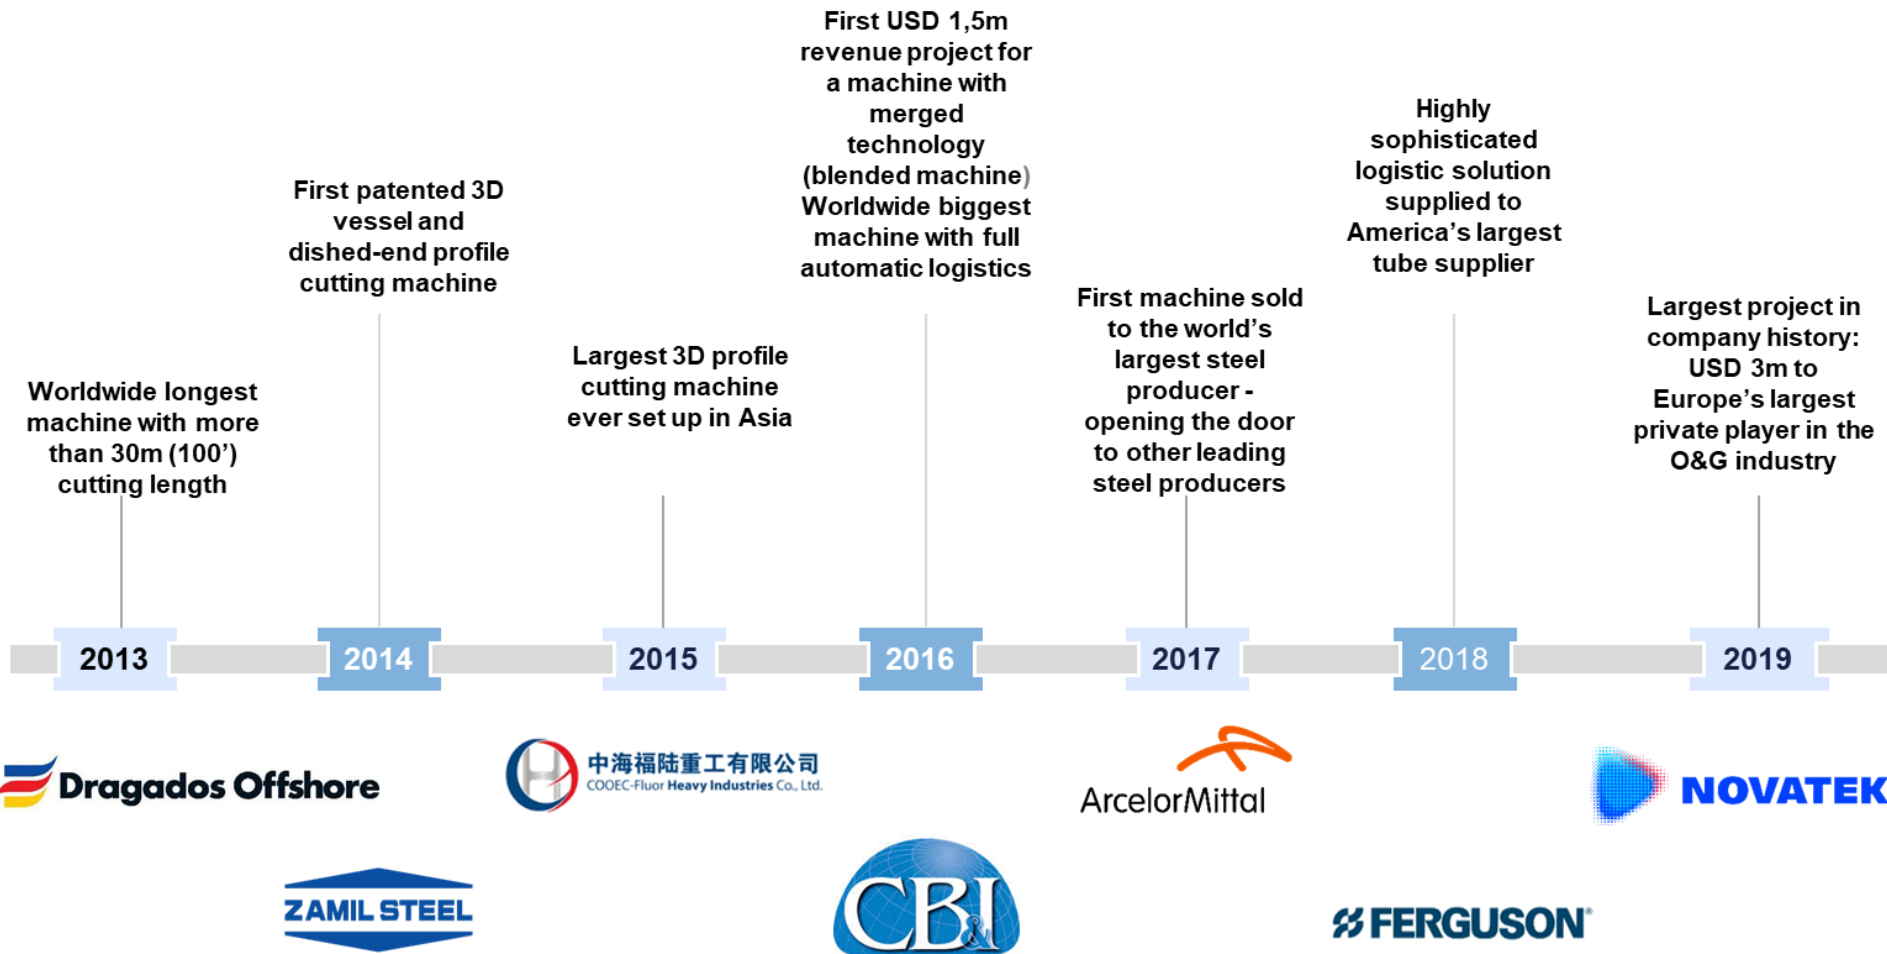 Worldwide longest
machine with more
than 30m (100’)
cutting length
First patented 3D
vessel and
dished-end profile
cutting machine
Largest 3D profile
cutting machine
ever set up in Asia
First USD 1,5m
revenue project for
a machine with
merged
technology
(blended machine)
Worldwide biggest
machine with full
automatic logistics
First machine sold
to the world’s
largest steel
producer -
opening the door
to other leading
steel producers
Highly
sophisticated
logistic solution
supplied to
America’s largest
tube supplier
Largest project in
company history:
USD 3m to
Europe’s largest
private player in the
O&G industry
2013
2014
2015
2016
2017
2018
2019
Dragados Offshore
ZAMIL STEEL
中海福陆重工有限公司
COOEC-Fluor Heavy Industries Co., Ltd.
CB&I
ArcelorMittal
FERGUSON®
NOVATEK